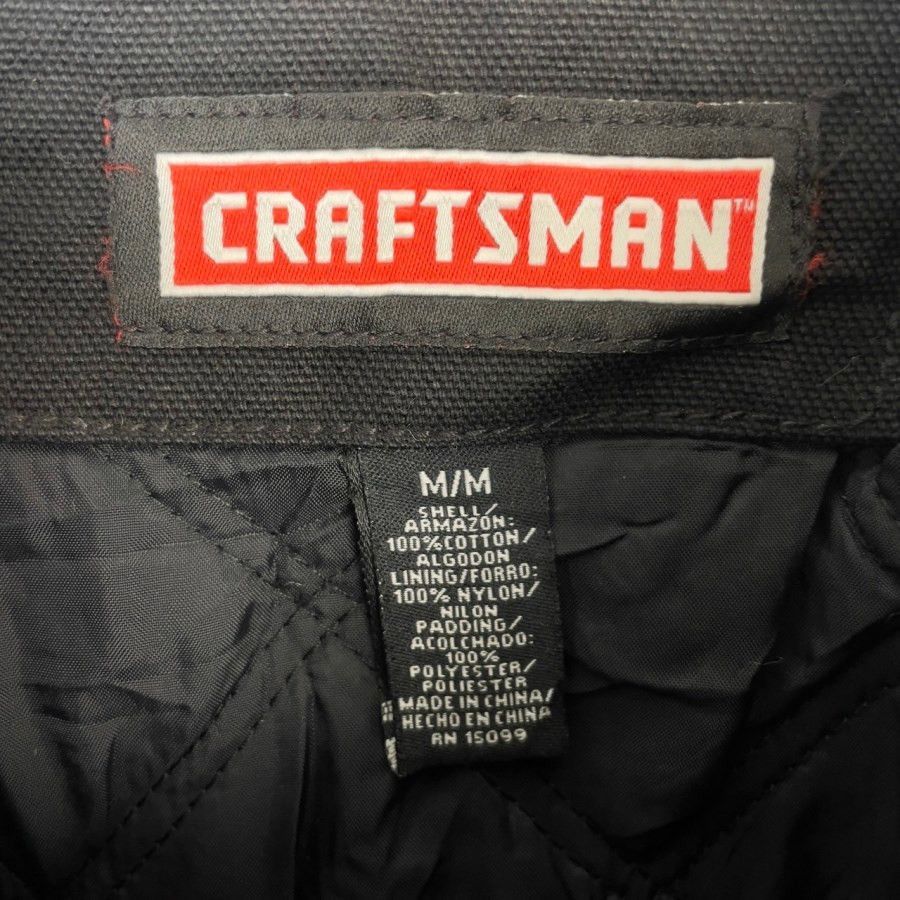 CRAFTSMAN™
M/M
SHELL/
ARMAZÓN:
100%COTTON/
ALGODON
LINING/FORRO:
100% NYLON/
NILON
PADDING/
ACOLCHADO:
100%
POLYESTER/
POLIESTER
MADE IN CHINA/
HECHO EN CHINA
RN 15099